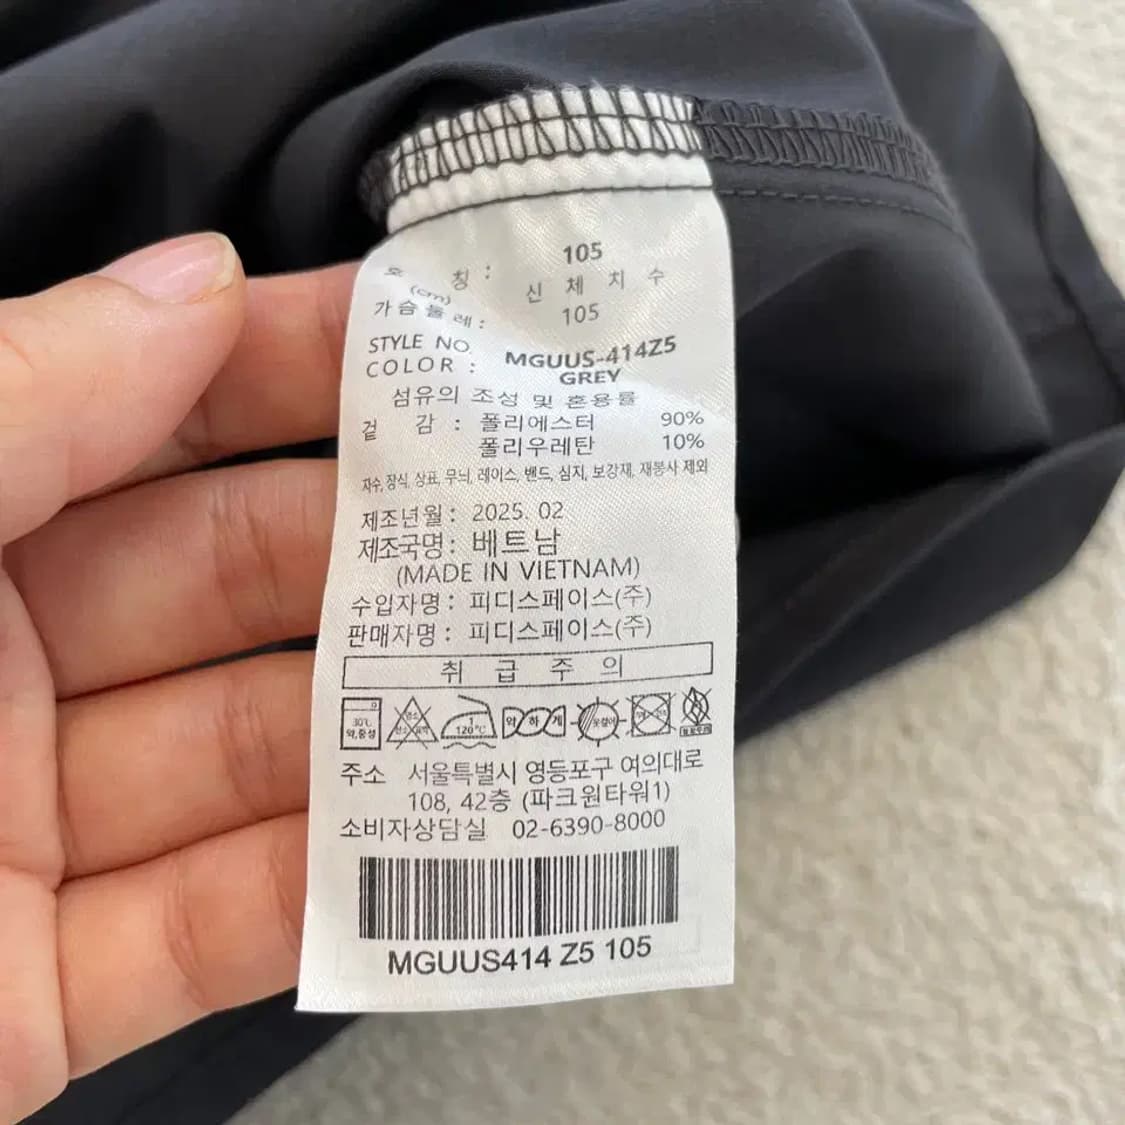 호 칭 : 105
(cm) 신 체 치 수
가슴둘레 : 105
STYLE NO. MGUUS-414Z5
COLOR : GREY
섬유의 조성 및 혼용률
겉 감 : 폴리에스터 90%
폴리우레탄 10%
자수, 장식, 상표, 무늬, 레이스, 밴드, 심지, 보강재, 재봉사 제외
제조년월 : 2025. 02
제조국명 : 베트남
(MADE IN VIETNAM)
수입자명 : 피디스페이스(주)
판매자명 : 피디스페이스(주)
취 급 주 의
30℃ 약,중성 1 120℃ 약 하 게 옷걸이
주소 서울특별시 영등포구 여의대로
108, 42층 (파크원타워1)
소비자상담실 02-6390-8000
MGUUS414 Z5 105